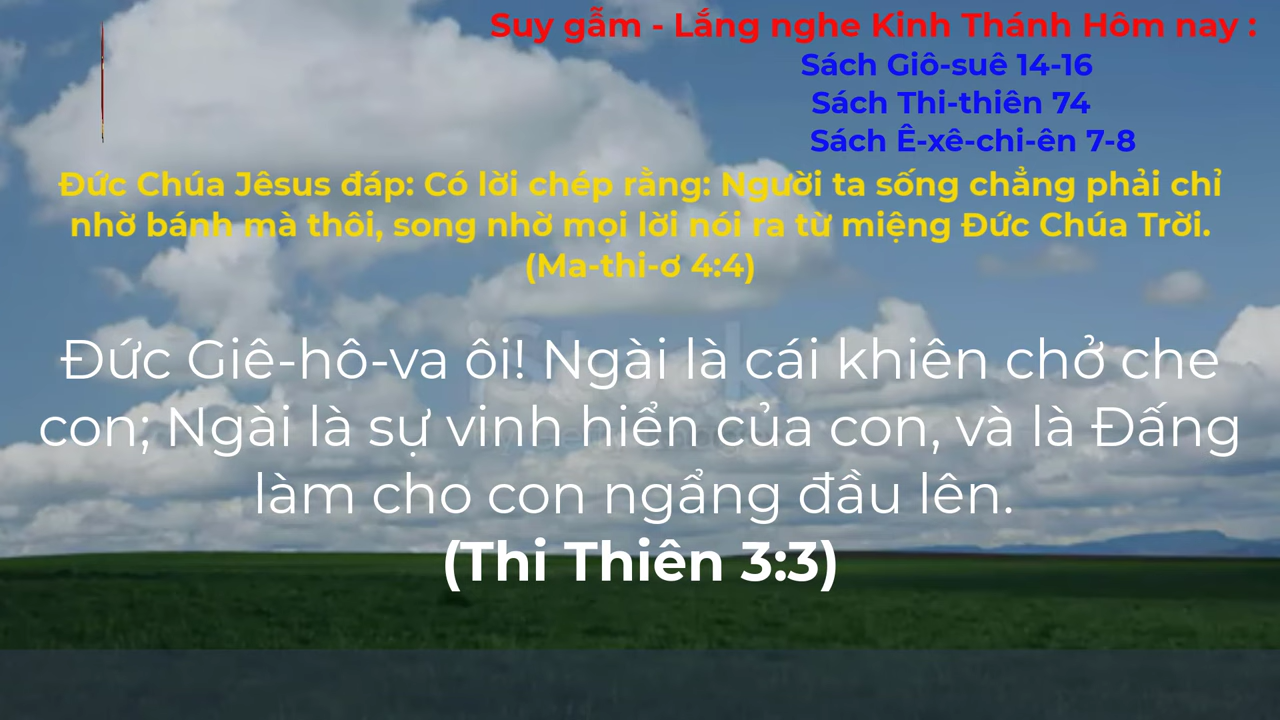 Suy gẫm - Lắng nghe Kinh Thánh Hôm nay :
Sách Giô-suê 14-16
Sách Thi-thiên 74
Sách Ê-xê-chi-ên 7-8
Đức Chúa Jêsus đáp: Có lời chép rằng: Người ta sống chẳng phải chỉ
nhờ bánh mà thôi, song nhờ mọi lời nói ra từ miệng Đức Chúa Trời.
(Ma-thi-ơ 4:4)
Đức Giê-hô-va ôi! Ngài là cái khiên chở che
con; Ngài là sự vinh hiển của con, và là Đấng
làm cho con ngẩng đầu lên.
(Thi Thiên 3:3)